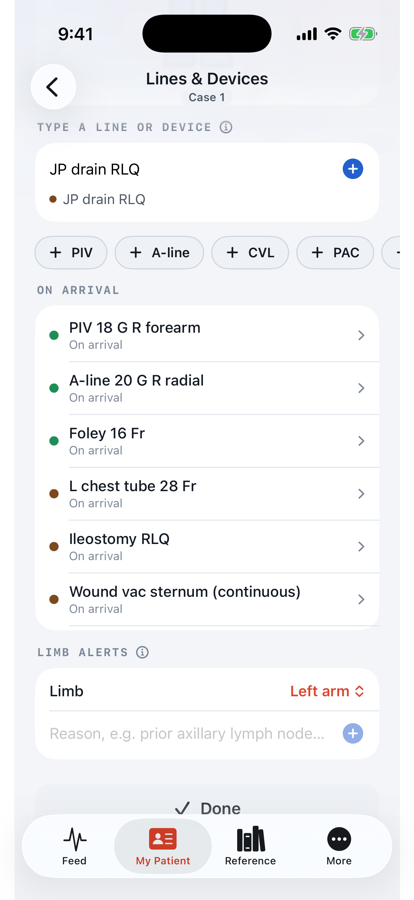 9:41
Lines & Devices
Case 1
TYPE A LINE OR DEVICE
JP drain RLQ
JP drain RLQ
+ PIV + A-line + CVL + PAC +
ON ARRIVAL
PIV 18 G R forearm
On arrival
A-line 20 G R radial
On arrival
Foley 16 Fr
On arrival
L chest tube 28 Fr
On arrival
Ileostomy RLQ
On arrival
Wound vac sternum (continuous)
On arrival
LIMB ALERTS
Limb Left arm
Reason, e.g. prior axillary lymph node...
Done
Feed My Patient Reference More